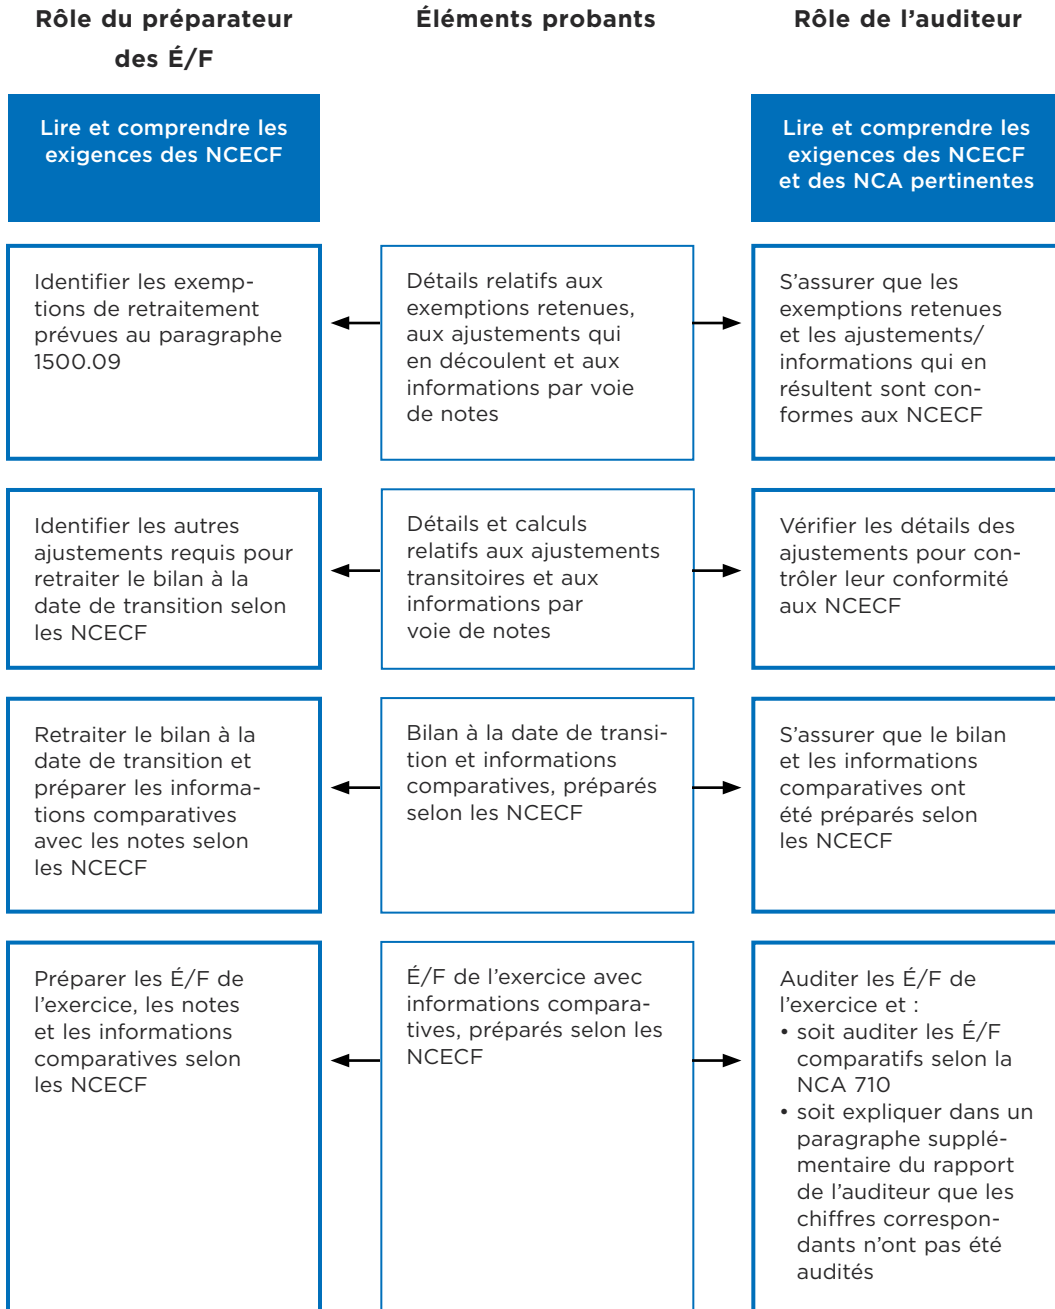 Rôle du préparateur
des É/F
Éléments probants
Rôle de l'auditeur
Lire et comprendre les
exigences des NCECF
Lire et comprendre les
exigences des NCECF
et des NCA pertinentes
Identifier les exemp-
tions de retraitement
prévues au paragraphe
1500.09
Détails relatifs aux
exemptions retenues,
aux ajustements qui
en découlent et aux
informations par voie
de notes
S'assurer que les
exemptions retenues
et les ajustements/
informations qui en
résultent sont con-
formes aux NCECF
Identifier les autres
ajustements requis pour
retraiter le bilan à la
date de transition selon
les NCECF
Détails et calculs
relatifs aux ajustements
transitoires et aux
informations par
voie de notes
Vérifier les détails des
ajustements pour con-
trôler leur conformité
aux NCECF
Retraiter le bilan à la
date de transition et
préparer les informa-
tions comparatives
avec les notes selon
les NCECF
Bilan à la date de transi-
tion et informations
comparatives, préparés
selon les NCECF
S'assurer que le bilan
et les informations
comparatives ont
été préparés selon
les NCECF
Préparer les É/F de
l'exercice, les notes
et les informations
comparatives selon
les NCECF
É/F de l'exercice avec
informations compara-
tives, préparés selon les
NCECF
Auditer les É/F de
l'exercice et :
• soit auditer les É/F
comparatifs selon la
NCA 710
• soit expliquer dans un
paragraphe supplé-
mentaire du rapport
de l'auditeur que les
chiffres correspon-
dants n'ont pas été
audités